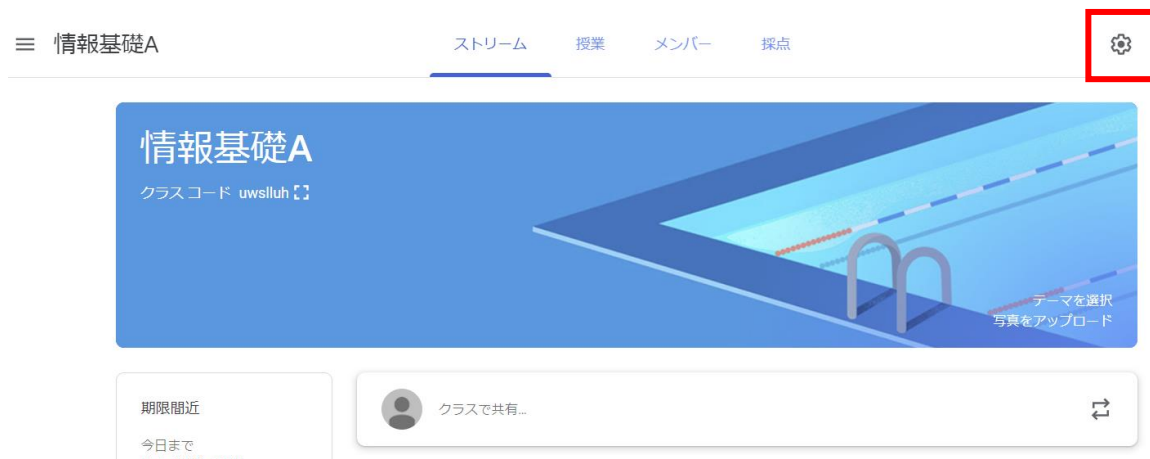 情報基礎A
ストリーム 授業 メンバー 採点
情報基礎A
クラス コード uwslluh
テーマを選択
写真をアップロード
期限間近
クラスで共有...
今日まで